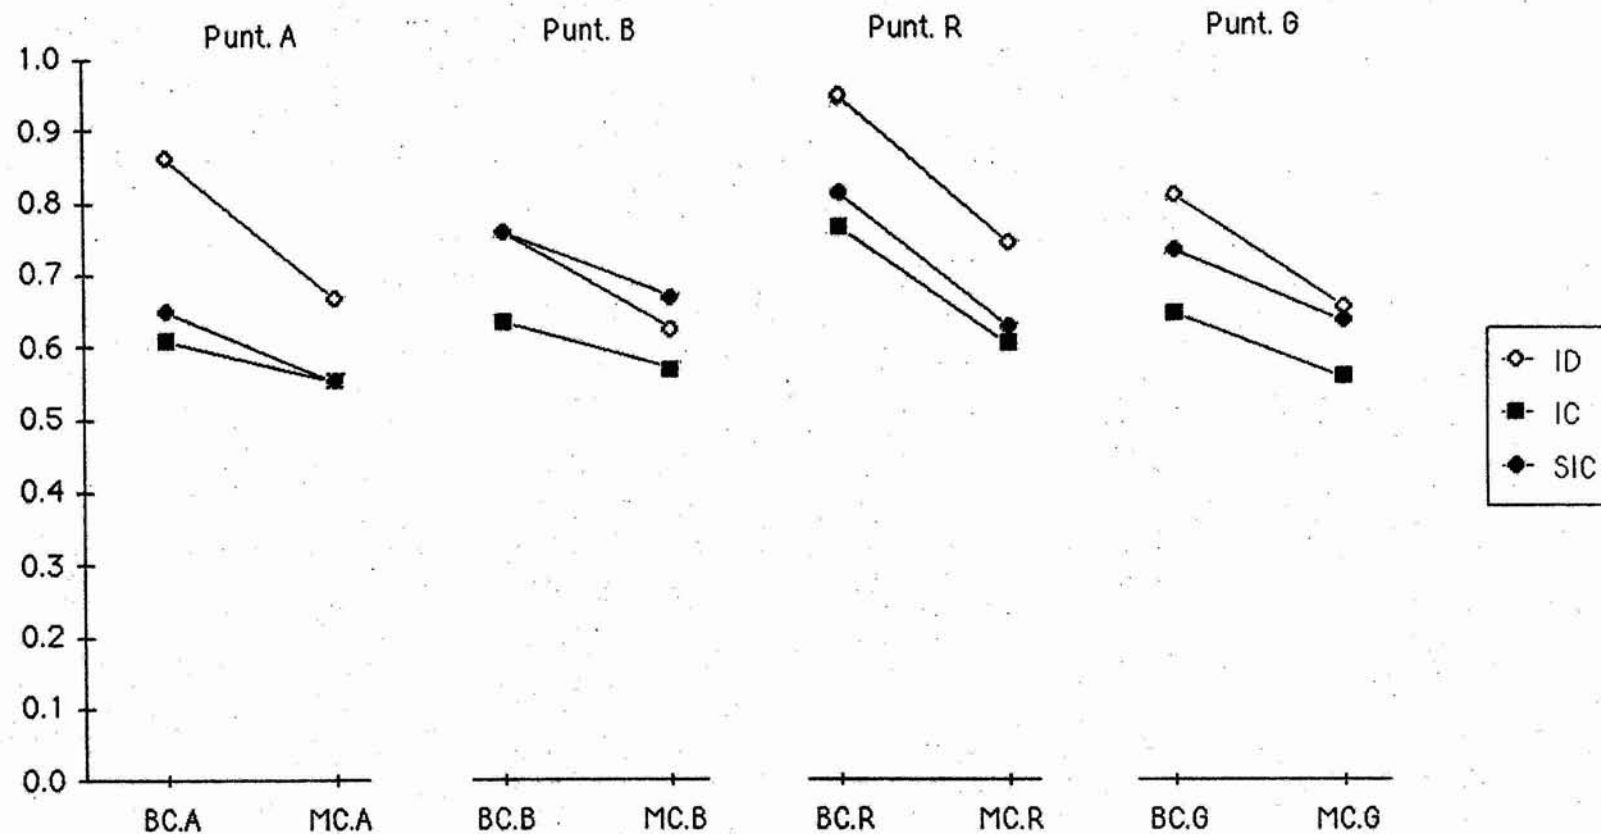 Punt. A
Punt. B
Punt. R
Punt. G
1.0
0.9
0.8
0.7
0.6
0.5
0.4
0.3
0.2
0.1
0.0
BC.A MC.A BC.B MC.B BC.R MC.R BC.G MC.G
ID
IC
SIC